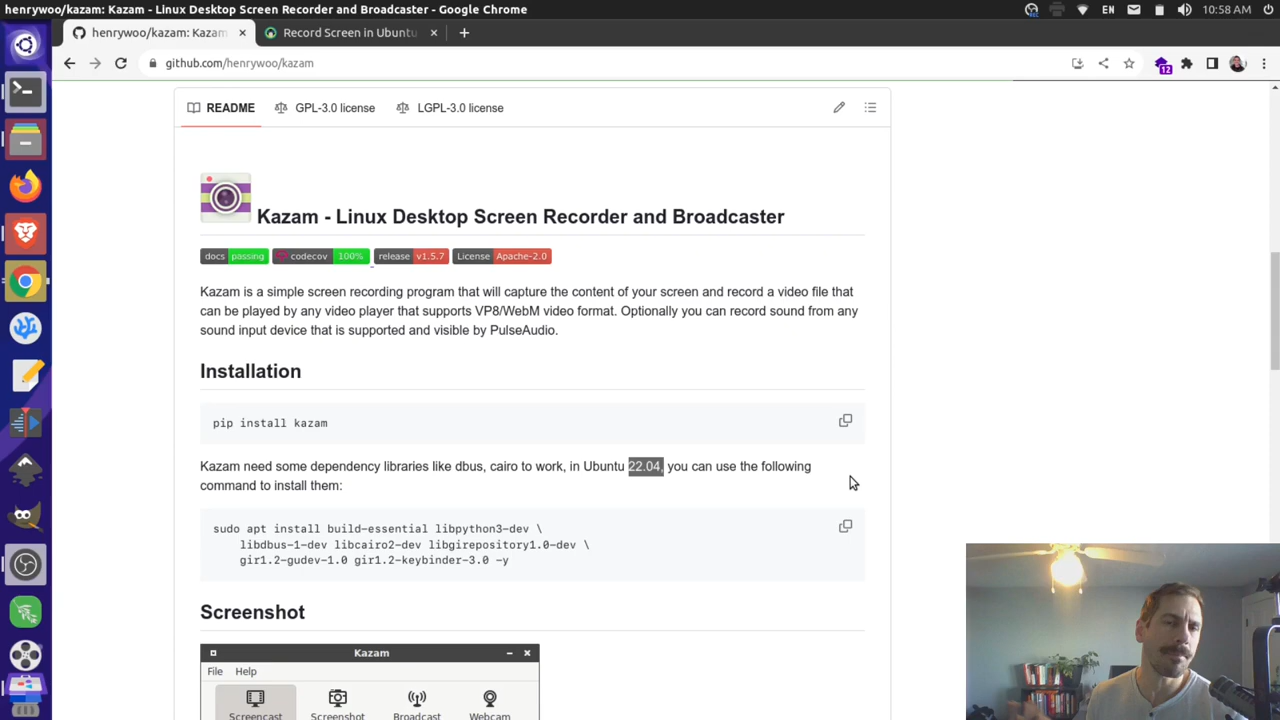 henrywoo/kazam: Kazam - Linux Desktop Screen Recorder and Broadcaster - Google Chrome
EN
10:58 AM
henrywoo/kazam: Kazam
Record Screen in Ubuntu
github.com/henrywoo/kazam
12
README
GPL-3.0 license
LGPL-3.0 license
Kazam - Linux Desktop Screen Recorder and Broadcaster
docs passing codecov 100% release v1.5.7 License Apache-2.0
Kazam is a simple screen recording program that will capture the content of your screen and record a video file that
can be played by any video player that supports VP8/WebM video format. Optionally you can record sound from any
sound input device that is supported and visible by PulseAudio.
Installation
pip install kazam
Kazam need some dependency libraries like dbus, cairo to work, in Ubuntu 22.04, you can use the following
command to install them:
sudo apt install build-essential libpython3-dev \
libdbus-1-dev libcairo2-dev libgirepository1.0-dev \
gir1.2-gudev-1.0 gir1.2-keybinder-3.0 -y
Screenshot
Kazam
File Help
Screencast Screenshot Broadcast Webcam